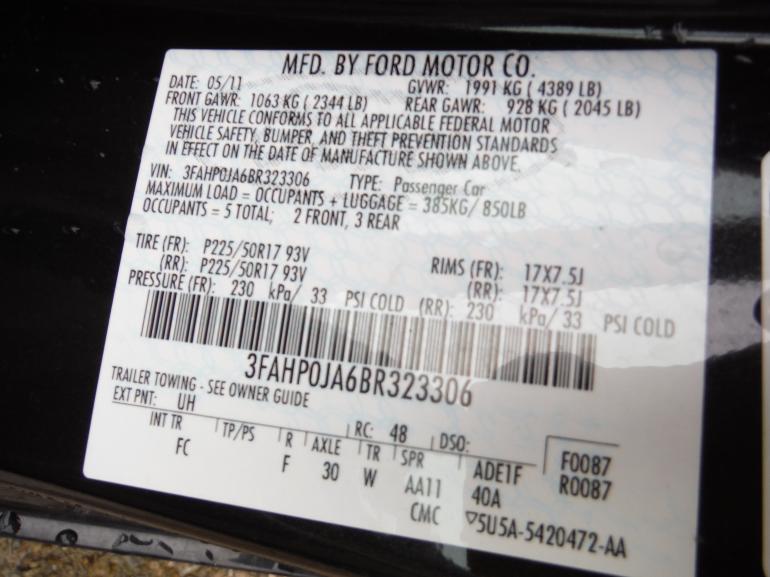 MFD. BY FORD MOTOR CO.
DATE: 05/11 GVWR: 1991 KG ( 4389 LB)
FRONT GAWR: 1063 KG ( 2344 LB) REAR GAWR: 928 KG ( 2045 LB)
THIS VEHICLE CONFORMS TO ALL APPLICABLE FEDERAL MOTOR
VEHICLE SAFETY, BUMPER, AND THEFT PREVENTION STANDARDS
IN EFFECT ON THE DATE OF MANUFACTURE SHOWN ABOVE.
VIN: 3FAHP0JA6BR323306 TYPE: Passenger Car
MAXIMUM LOAD = OCCUPANTS + LUGGAGE = 385KG/ 850LB
OCCUPANTS = 5 TOTAL; 2 FRONT, 3 REAR
TIRE (FR): P225/50R17 93V RIMS (FR): 17X7.5J
(RR): P225/50R17 93V (RR): 17X7.5J
PRESSURE (FR): 230 kPa/ 33 PSI COLD (RR): 230 kPa/ 33 PSI COLD
3FAHP0JA6BR323306
TRAILER TOWING - SEE OWNER GUIDE
EXT PNT: UH RC: 48 DSO: F0087
INT TR TP/PS R AXLE TR SPR ADE1F R0087
FC F 30 W AA11 40A
CMC ▽5U5A-5420472-AA